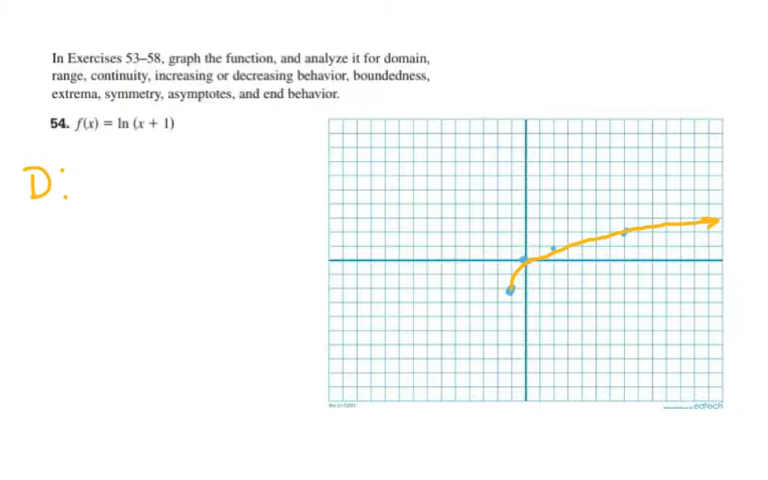 In Exercises 53–58, graph the function, and analyze it for domain,
range, continuity, increasing or decreasing behavior, boundedness,
extrema, symmetry, asymptotes, and end behavior.
54. f(x) = ln (x + 1)
D:
edtech